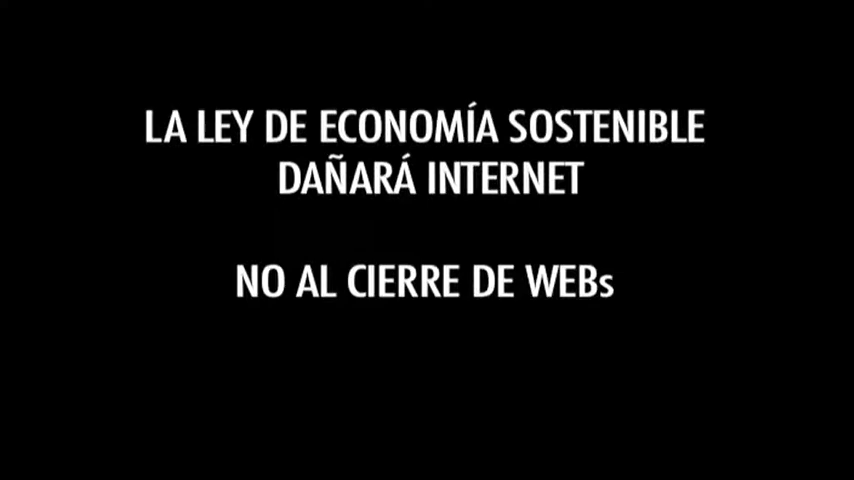 LA LEY DE ECONOMÍA SOSTENIBLE
DAÑARÁ INTERNET
NO AL CIERRE DE WEBs